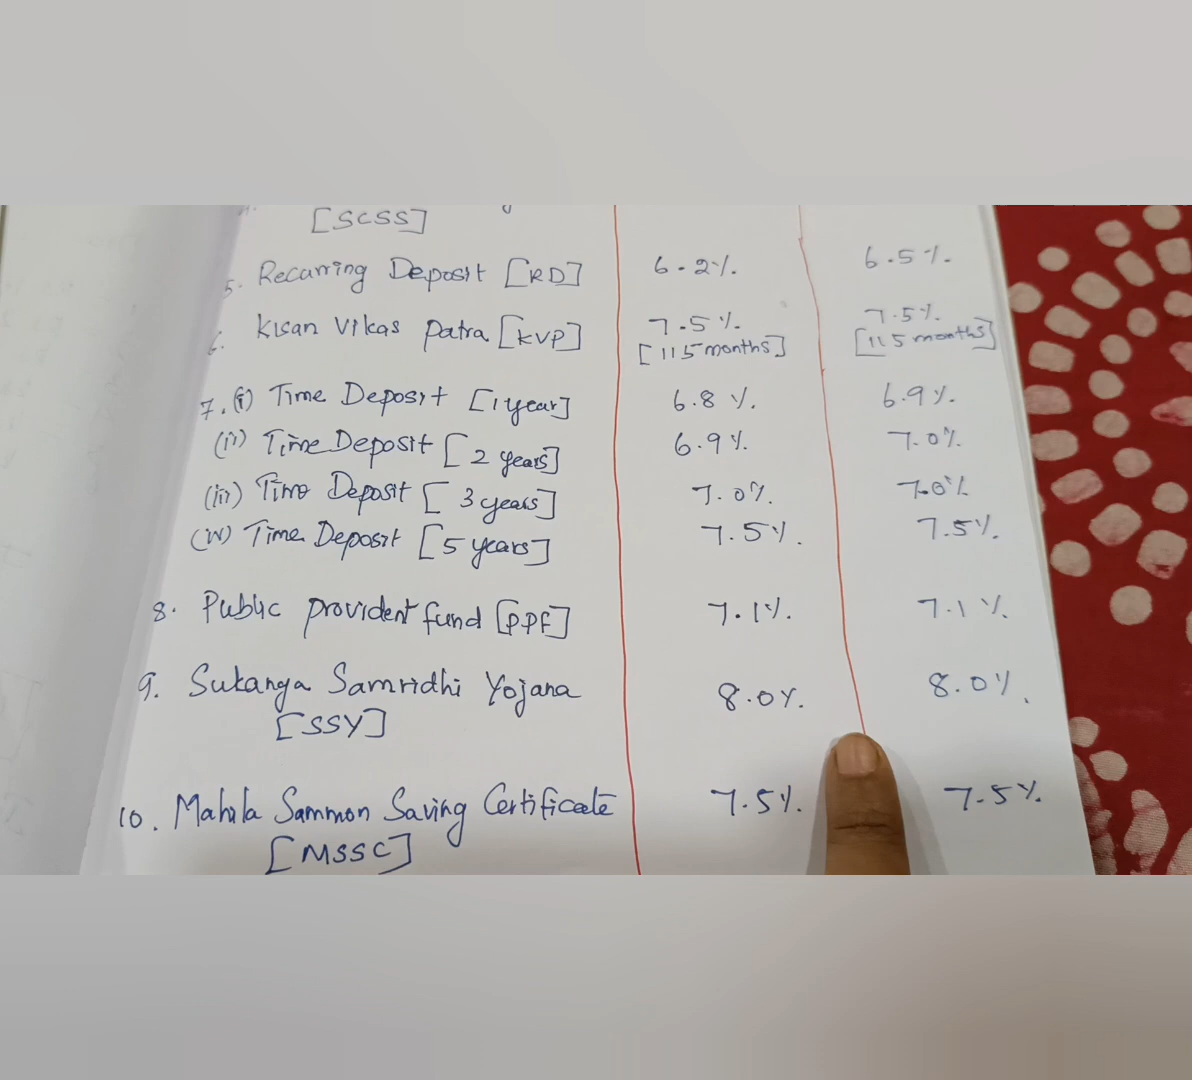 [SCSS]
5. Recurring Deposit [RD] 6.2%. 6.5%.
6. Kisan Vikas Patra [KVP] 7.5%. 7.5%.
[115 months] [115 months]
7. (i) Time Deposit [1 year] 6.8%. 6.9%.
(ii) Time Deposit [2 years] 6.9%. 7.0%.
(iii) Time Deposit [3 years] 7.0%. 7.0%
(iv) Time Deposit [5 years] 7.5%. 7.5%.
8. Public provident fund [PPF] 7.1%. 7.1%.
9. Sukanya Samridhi Yojana 8.0%. 8.0%.
[SSY]
10. Mahila Sammon Saving Certificate 7.5%. 7.5%.
[MSSC]